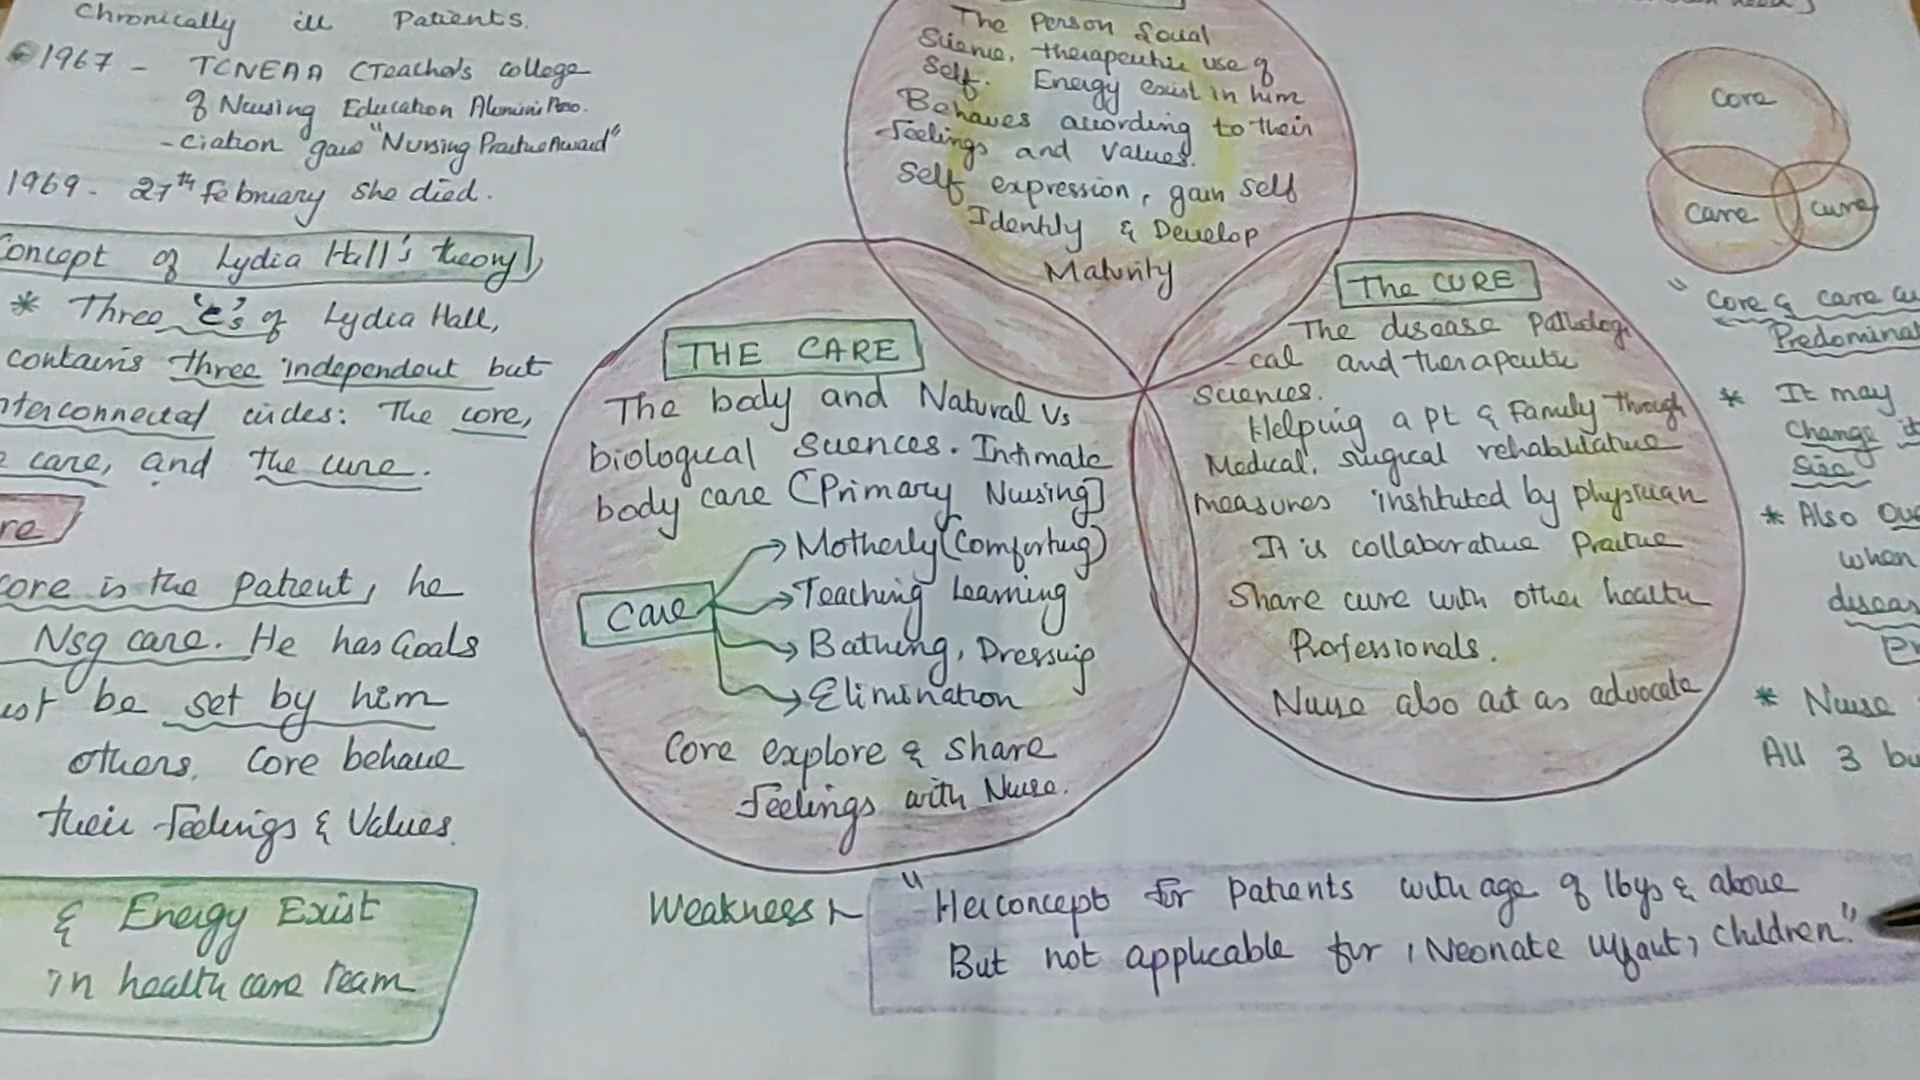 Chronically ill Patients.
1967 - TCNEAA (Teacher's college
of Nursing Education Alumini Asso-
-ciation gave "Nursing Practice Award"
1969 - 27th February she died.
Concept of Lydia Hall's theory
* Three 'C's of Lydia Hall,
contains three independent but
interconnected circles: The core,
care, and the cure.
core is the patient, he
Nsg care. He has Goals
be set by him
others. Core behave
their feelings & Values.
& Energy Exist
in health care team
The Person Social
Science, therapeutic use of
Self. Energy exist in him
Behaves according to their
feelings and values.
Self expression, gain self
Identity & Develop
Maturity
THE CARE
The body and Natural Vs
biological Sciences. Intimate
body care (Primary Nursing)
Care
Motherly (Comforting)
Teaching Learning
Bathing, Dressing
Elimination
Core explore & share
feelings with Nurse.
The CURE
The disease Pathologi
-cal and therapeutic
Sciences.
Helping a pt & Family through
Medical, surgical rehabilitative
measures instituted by physician
It is collaborative Practice
Share cure with other health
Professionals.
Nurse also act as advocate
Weakness
"Her concept for patients with age of 16ys & above
But not applicable for, Neonate infant, children."
Core
Care
Cure
"Core & care
* It may
change
size
* Also
when
* Nurse
All 3